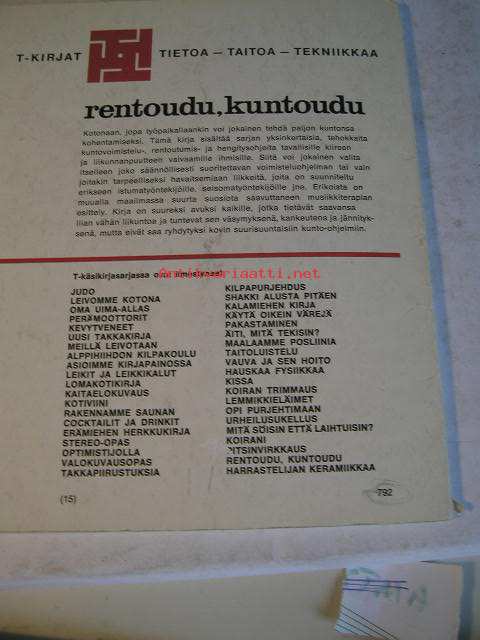 T-KIRJAT TIETOA — TAITOA — TEKNIIKKAA
rentoudu, kuntoudu
Kotonaan, jopa työpaikallaankin voi jokainen tehdä paljon kuntonsa
kohentamiseksi. Tämä kirja sisältää sarjan yksinkertaisia, tehokkaita
kuntovoimistelu-, rentoutumis- ja hengitysohjeita tavallisille kiireen
ja liikunnanpuutteen vaivaamille ihmisille. Siitä voi jokainen valita
itselleen joko säännöllisesti suoritettavan voimisteluohjelman tai vain
joitakin tarpeelliseksi havaitsemiaan liikkeitä, joita on suunniteltu
erikseen istumatyöntekijöille, seisomatyöntekijöille jne. Erikoista on
muualla maailmassa suurta suosiota saavuttaneen musiikkiterapian
esittely. Kirja on suureksi avuksi kaikille, jotka tietävät saavansa
liian vähän liikuntoa ja tuntevat sen väsymyksenä, kankeutena ja jännityk-
senä, mutta eivät saa ryhdytyksi kovin suurisuuntaisiin kunto-ohjelmiin.
Antikvariaatti.net
T-käsikirjasarjassa ovat ilmestyneet:
JUDO
LEIVOMME KOTONA
OMA UIMA-ALLAS
PERÄMOOTTORIT
KEVYTVENEET
UUSI TAKKAKIRJA
MEILLÄ LEIVOTAAN
ALPPIHIIHDON KILPAKOULU
ASIOIMME KIRJAPAINOSSA
LEIKIT JA LEIKKIKALUT
LOMAKOTIKIRJA
KAITAELOKUVAUS
KOTIVIINI
RAKENNAMME SAUNAN
COCKTAILIT JA DRINKIT
ERÄMIEHEN HERKKUKIRJA
STEREO-OPAS
OPTIMISTIJOLLA
VALOKUVAUSOPAS
TAKKAPIIRUSTUKSIA
KILPAPURJEHDUS
SHAKKI ALUSTA PITÄEN
KALAMIEHEN KIRJA
KÄYTÄ OIKEIN VÄREJÄ
PAKASTAMINEN
ÄITI, MITÄ TEKISIN?
MAALAAMME POSLIINIA
TAITOLUISTELU
VAUVA JA SEN HOITO
HAUSKAA FYSIIKKAA
KISSA
KOIRAN TRIMMAUS
LEMMIKKIELÄIMET
OPI PURJEHTIMAAN
URHEILUSUKELLUS
MITÄ SÖISIN ETTÄ LAIHTUISIN?
KOIRANI
PITSINVIRKKAUS
RENTOUDU, KUNTOUDU
HARRASTELIJAN KERAMIIKKAA
(15)
792